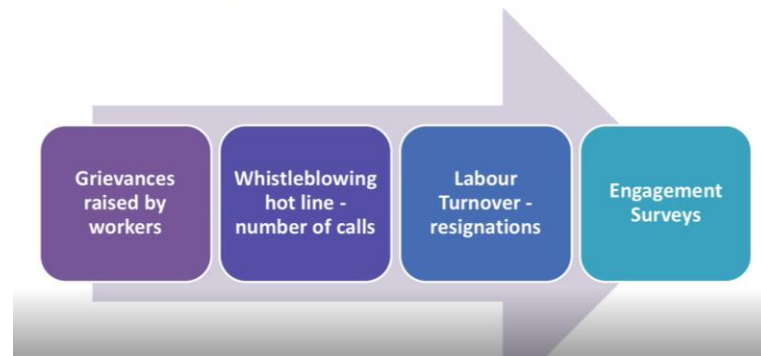 Grievances
raised by
workers
Whistleblowing
hot line -
number of calls
Labour
Turnover -
resignations
Engagement
Surveys